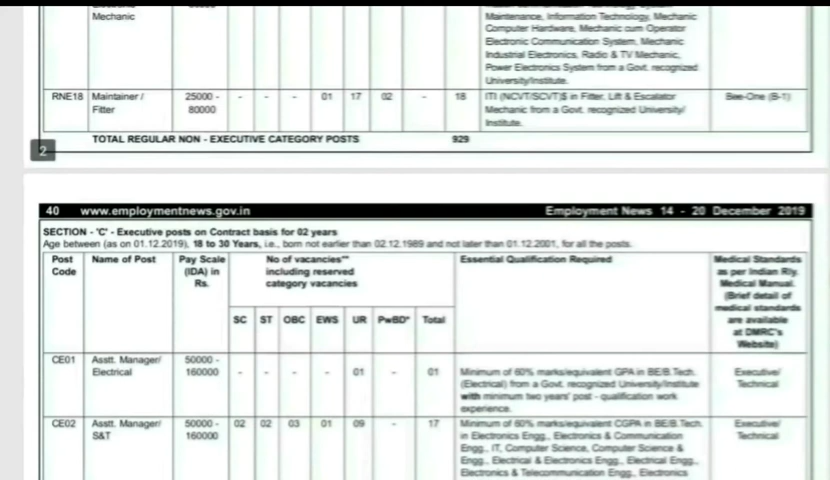 Mechanic
Maintenance, Information Technology, Mechanic
Computer Hardware, Mechanic cum Operator
Electronic Communication System, Mechanic
Industrial Electronics, Radio & TV Mechanic,
Power Electronics System from a Govt. recognized
University/Institute.
RNE18 Maintainer / 25000 - - - - 01 17 02 - 18 ITI (NCVT/SCVT)$ in Fitter, Lift & Escalator Bee-One (B-1)
Fitter 80000 Mechanic from a Govt. recognized University/
Institute.
TOTAL REGULAR NON - EXECUTIVE CATEGORY POSTS 929
2
40 www.employmentnews.gov.in Employment News 14 - 20 December 2019
SECTION - 'C' - Executive posts on Contract basis for 02 years
Age between (as on 01.12.2019), 18 to 30 Years, i.e., born not earlier than 02.12.1989 and not later than 01.12.2001, for all the posts.
Post Name of Post Pay Scale No of vacancies** Essential Qualification Required Medical Standards
Code (IDA) in including reserved as per Indian Rly.
Rs. category vacancies Medical Manual.
(Brief detail of
medical standards
SC ST OBC EWS UR PwBD* Total are available
at DMRC's
Website)
CE01 Asstt. Manager/ 50000 - - - - - 01 - 01 Minimum of 60% marks/equivalent GPA in BE/B.Tech. Executive/
Electrical 160000 (Electrical) from a Govt. recognized University/Institute Technical
with minimum two years' post - qualification work
experience.
CE02 Asstt. Manager/ 50000 - 02 02 03 01 09 - 17 Minimum of 60% marks/equivalent CGPA in BE/B.Tech. Executive/
S&T 160000 in Electronics Engg., Electronics & Communication Technical
Engg., IT, Computer Science, Computer Science &
Engg., Electrical & Electronics Engg., Electrical Engg.,
Electronics & Telecommunication Engg., Electronics